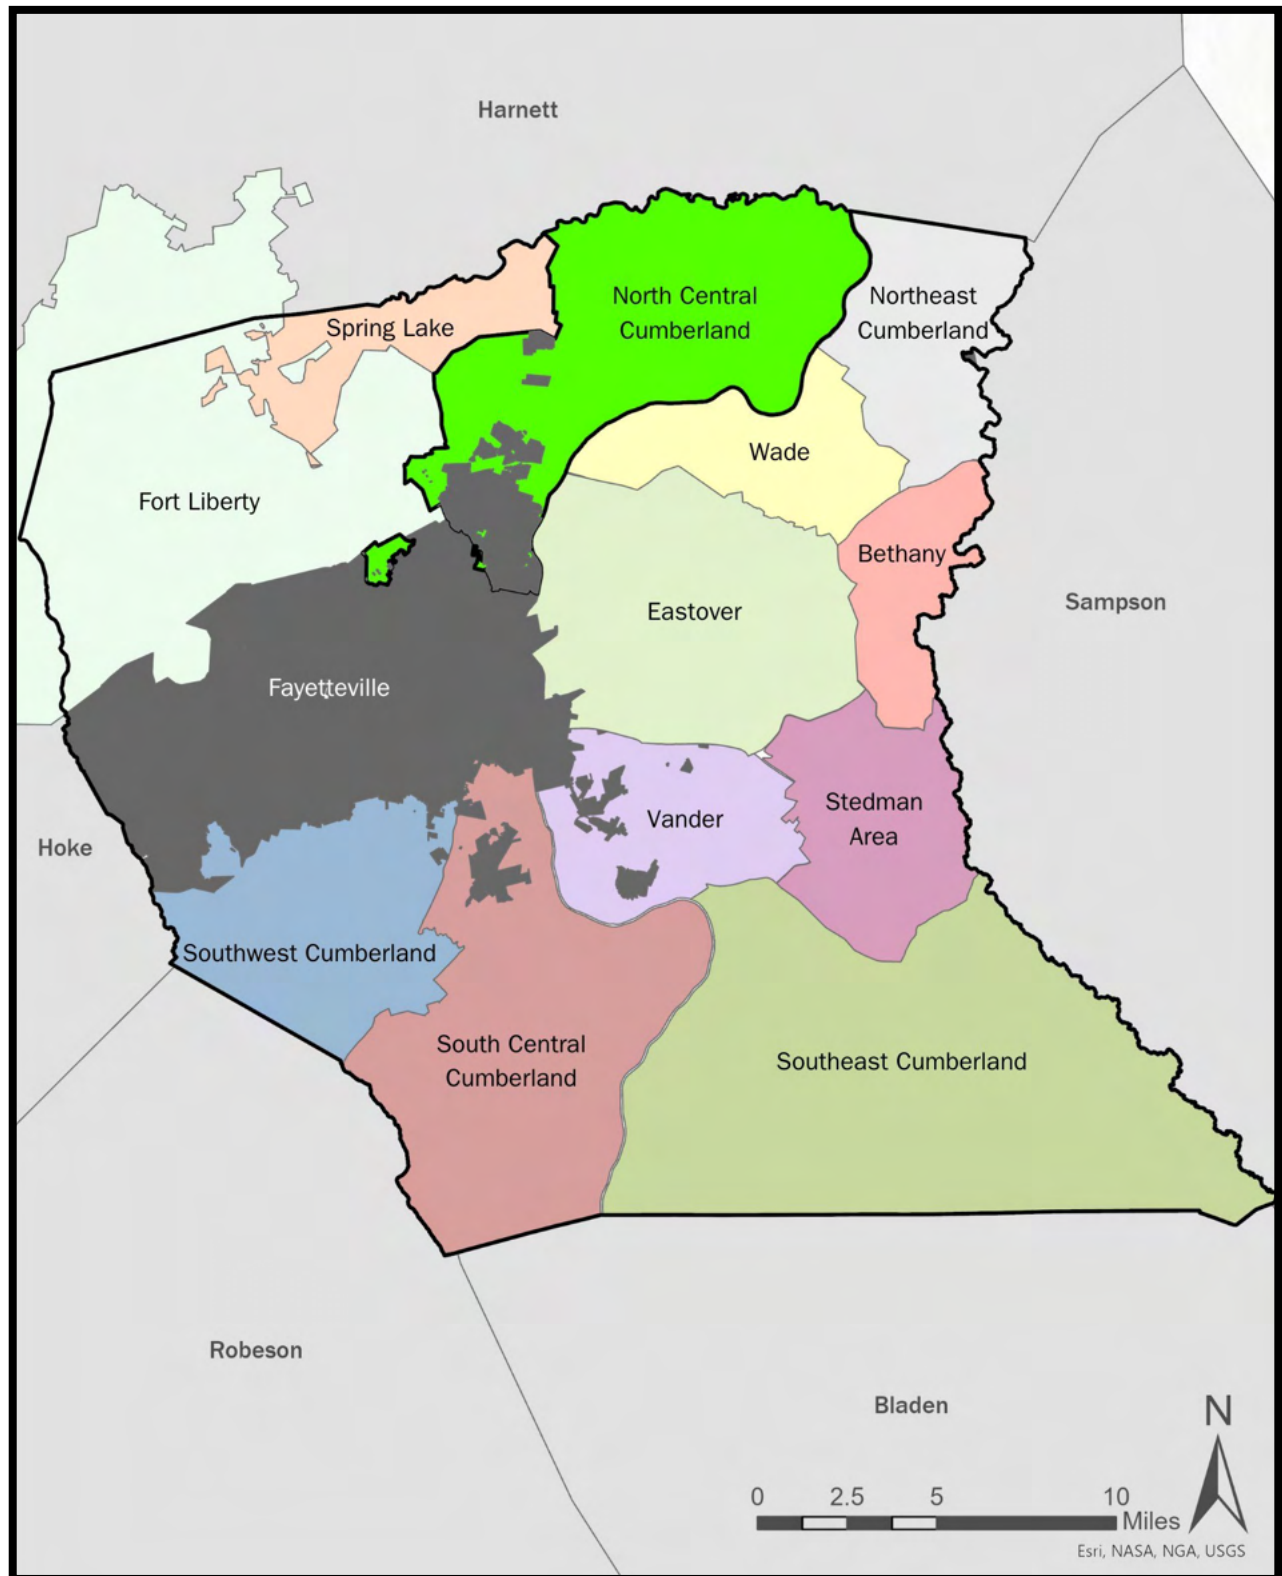 Harnett
North Central
Cumberland
Northeast
Cumberland
Spring Lake
Wade
Fort Liberty
Bethany
Sampson
Eastover
Fayetteville
Stedman
Area
Vander
Hoke
Southwest Cumberland
South Central
Cumberland
Southeast Cumberland
Robeson
Bladen
N
0 2.5 5 10
Miles
Esri, NASA, NGA, USGS